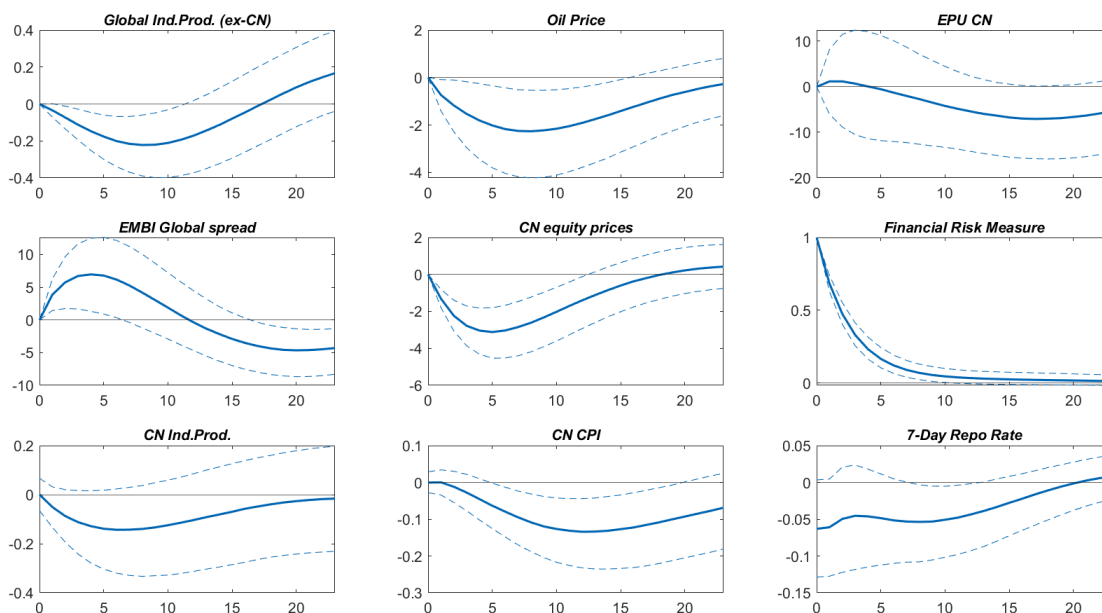 Global Ind.Prod. (ex-CN)
0.4
0.2
0
-0.2
-0.4
0 5 10 15 20
Oil Price
2
0
-2
-4
0 5 10 15 20
EPU CN
10
0
-10
-20
0 5 10 15 20
EMBI Global spread
10
5
0
-5
-10
0 5 10 15 20
CN equity prices
2
0
-2
-4
-6
0 5 10 15 20
Financial Risk Measure
1
0.5
0
0 5 10 15 20
CN Ind.Prod.
0.2
0
-0.2
-0.4
0 5 10 15 20
CN CPI
0.1
0
-0.1
-0.2
-0.3
0 5 10 15 20
7-Day Repo Rate
0.05
0
-0.05
-0.1
-0.15
0 5 10 15 20